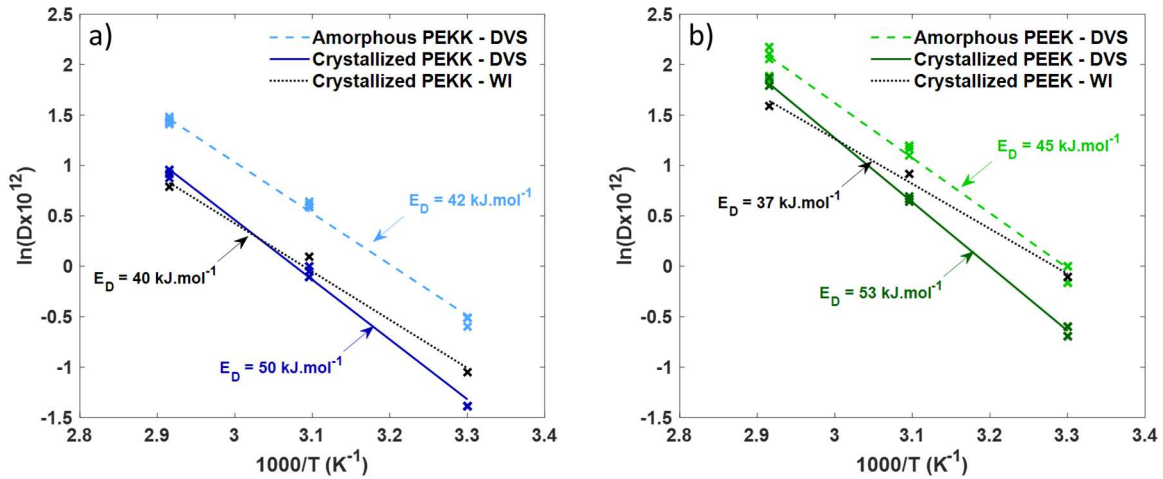 a)
Amorphous PEKK - DVS
Crystallized PEKK - DVS
Crystallized PEKK - WI
2.5
2
1.5
1
0.5
0
-0.5
-1
-1.5
ln(Dx10¹²)
E_D = 42 kJ.mol⁻¹
E_D = 40 kJ.mol⁻¹
E_D = 50 kJ.mol⁻¹
2.8 2.9 3 3.1 3.2 3.3 3.4
1000/T (K⁻¹)
b)
Amorphous PEEK - DVS
Crystallized PEEK - DVS
Crystallized PEEK - WI
2.5
2
1.5
1
0.5
0
-0.5
-1
-1.5
ln(Dx10¹²)
E_D = 45 kJ.mol⁻¹
E_D = 37 kJ.mol⁻¹
E_D = 53 kJ.mol⁻¹
2.8 2.9 3 3.1 3.2 3.3 3.4
1000/T (K⁻¹)